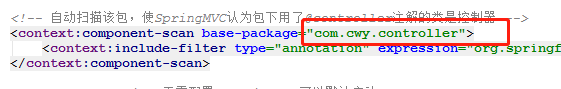 <!-- 自动扫描该包，使SpringMVC认为包下用了@controller注解的类是控制器 -->
<context:component-scan base-package="com.cwy.controller">
<context:include-filter type="annotation" expression="org.springf
</context:component-scan>